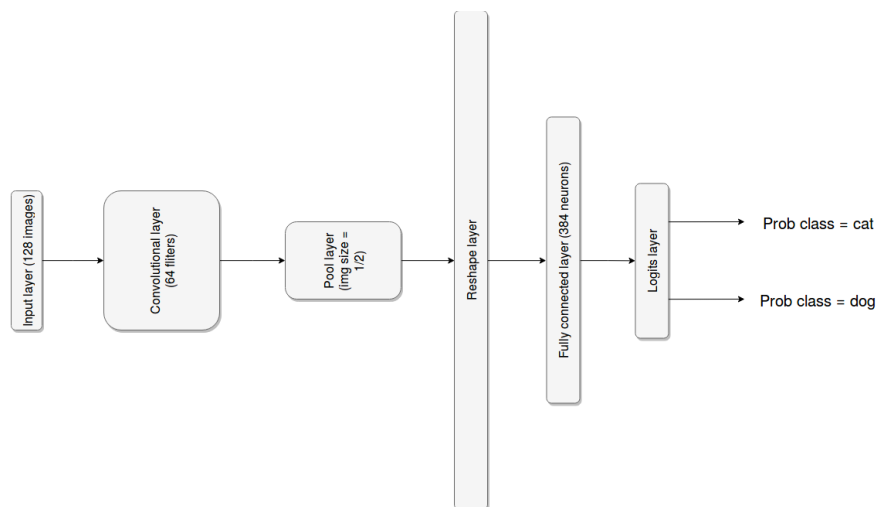 Input layer (128 images)
Convolutional layer
(64 filters)
Pool layer
(img size =
1/2)
Reshape layer
Fully connected layer (384 neurons)
Logits layer
Prob class = cat
Prob class = dog